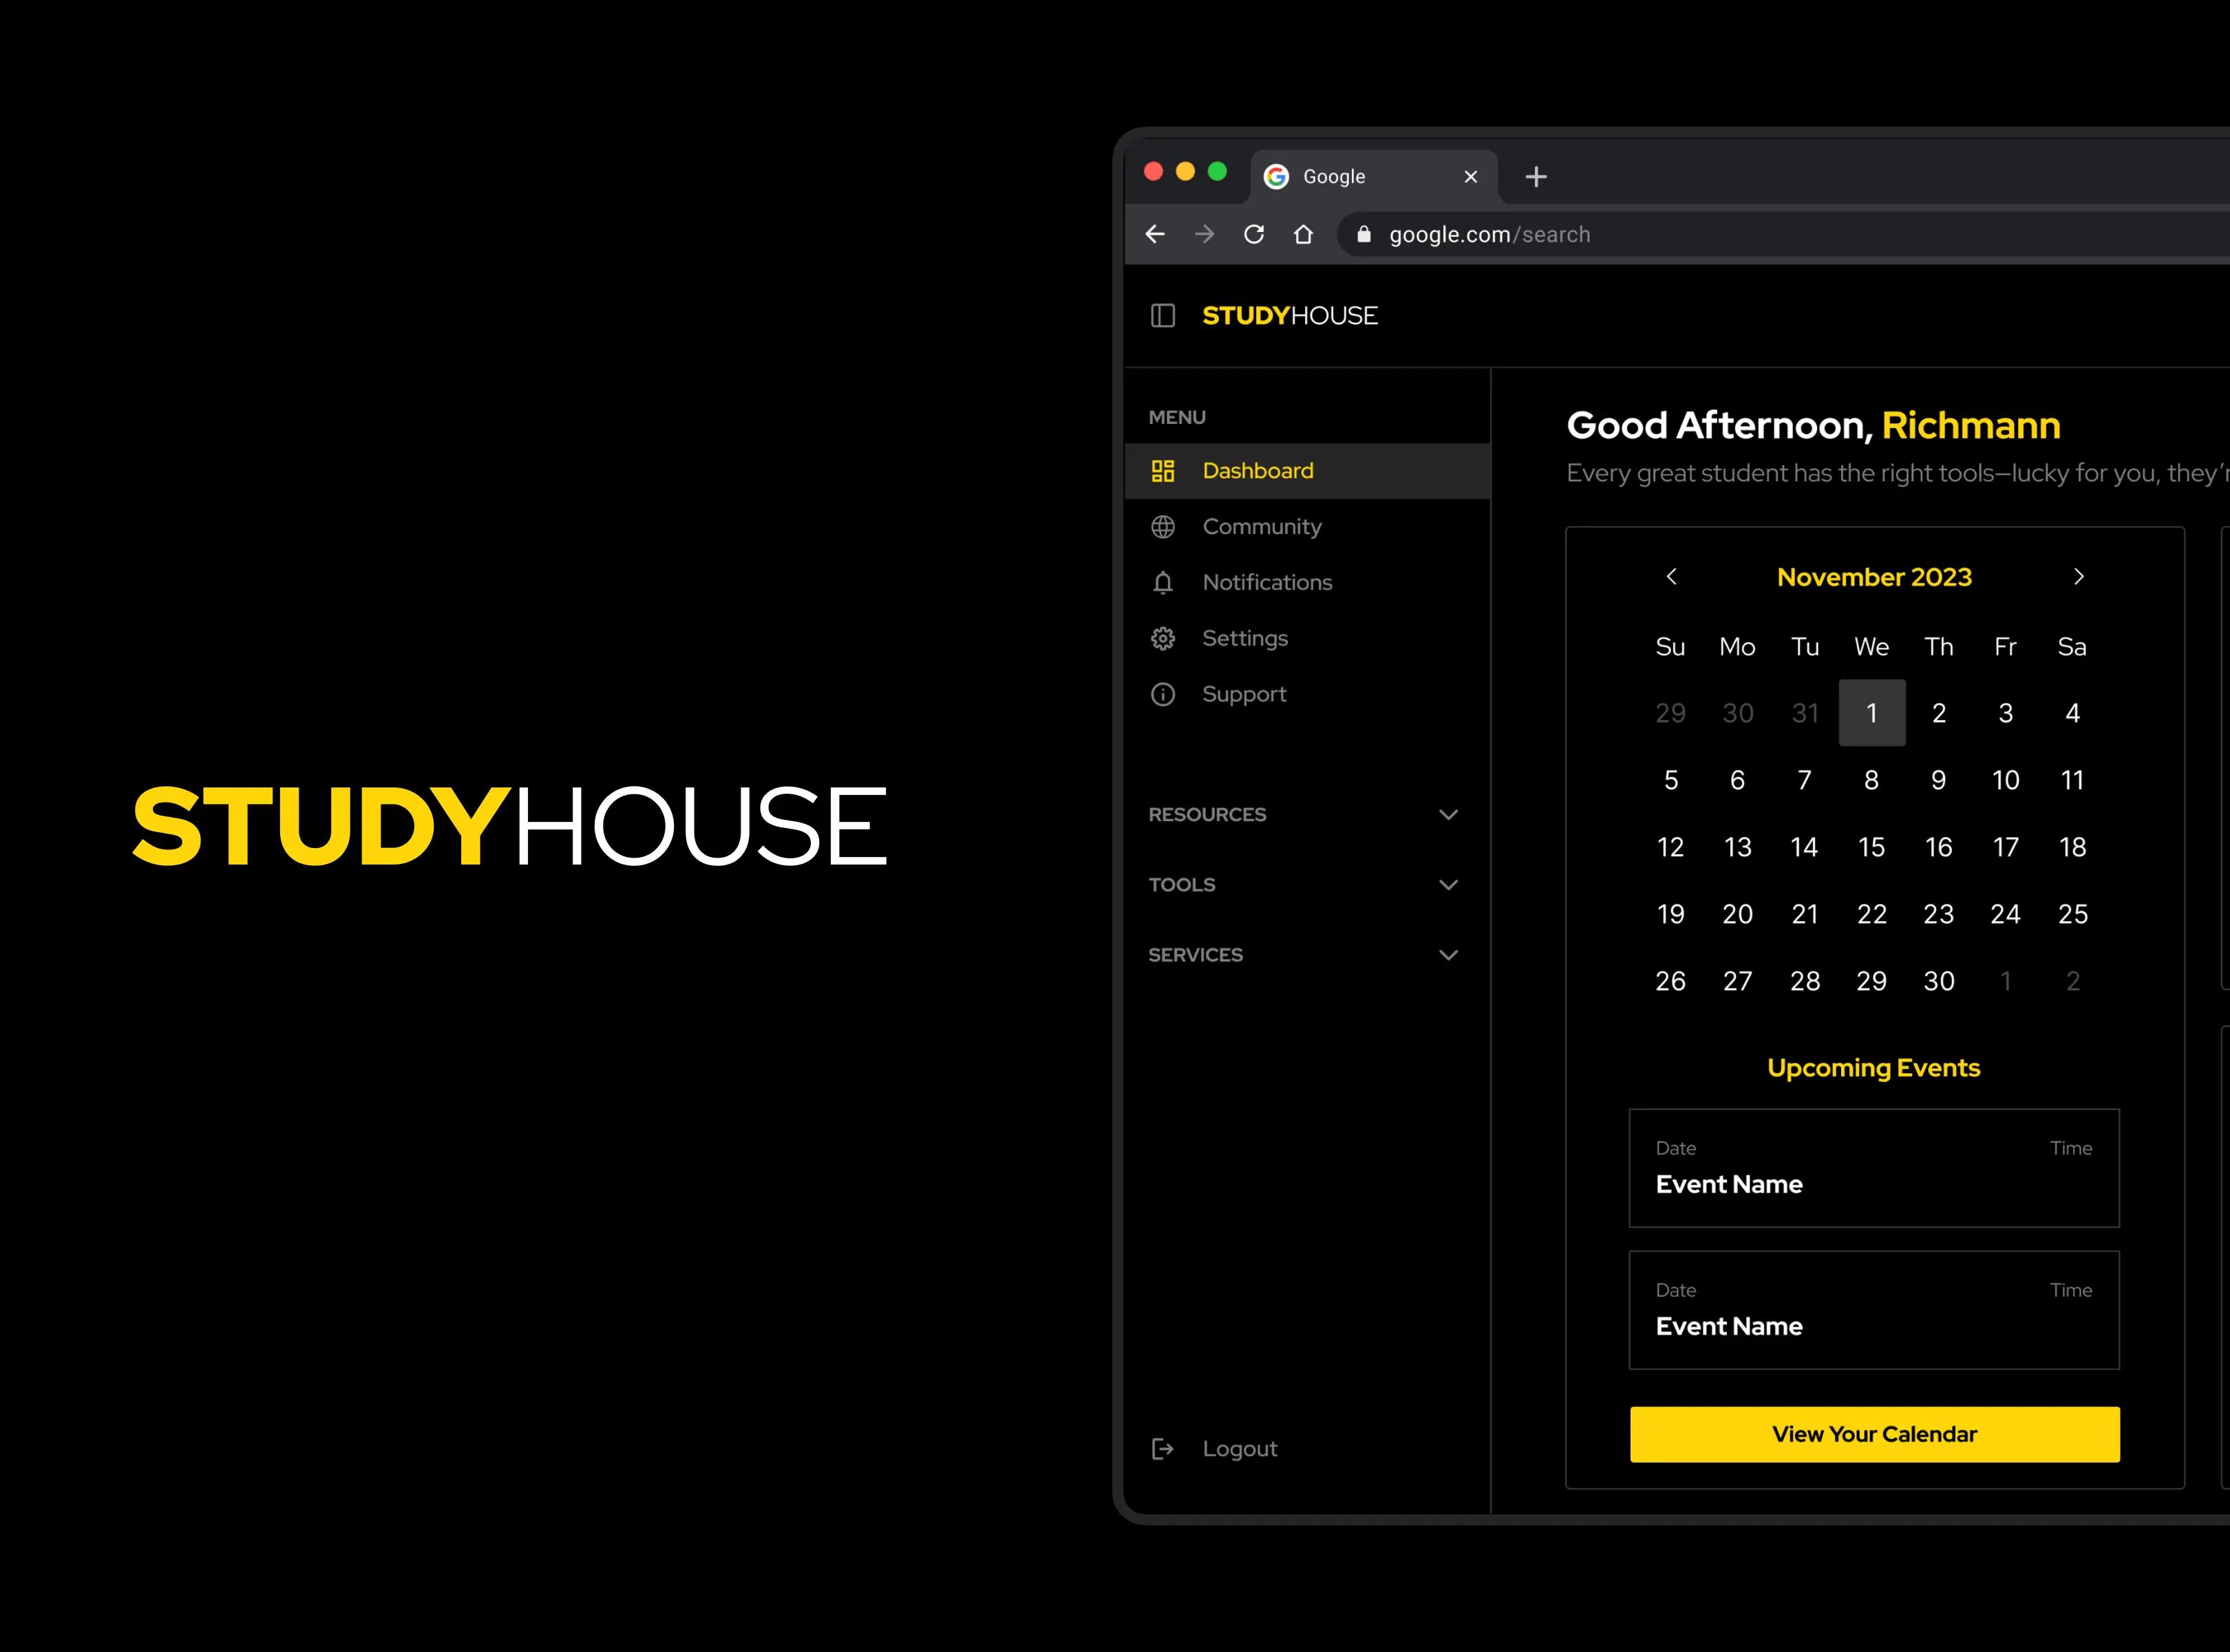 STUDYHOUSE
Google
google.com/search
STUDYHOUSE
MENU
Dashboard
Community
Notifications
Settings
Support
RESOURCES
TOOLS
SERVICES
Logout
Good Afternoon, Richmann
Every great student has the right tools—lucky for you, they’r
November 2023
Su Mo Tu We Th Fr Sa
29 30 31 1 2 3 4
5 6 7 8 9 10 11
12 13 14 15 16 17 18
19 20 21 22 23 24 25
26 27 28 29 30 1 2
Upcoming Events
Date Time
Event Name
Date Time
Event Name
View Your Calendar